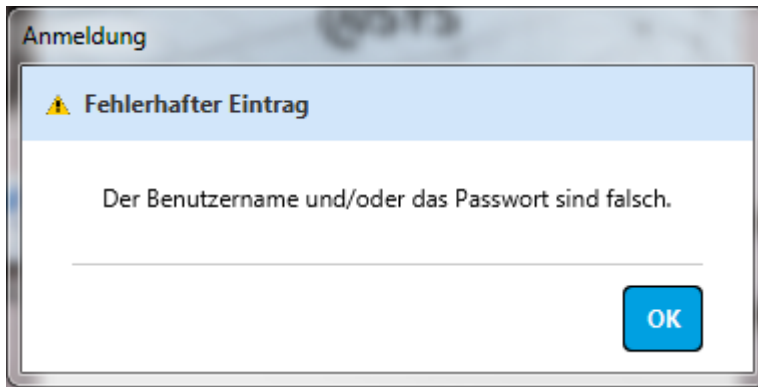 Anmeldung
Fehlerhafter Eintrag
Der Benutzername und/oder das Passwort sind falsch.
OK